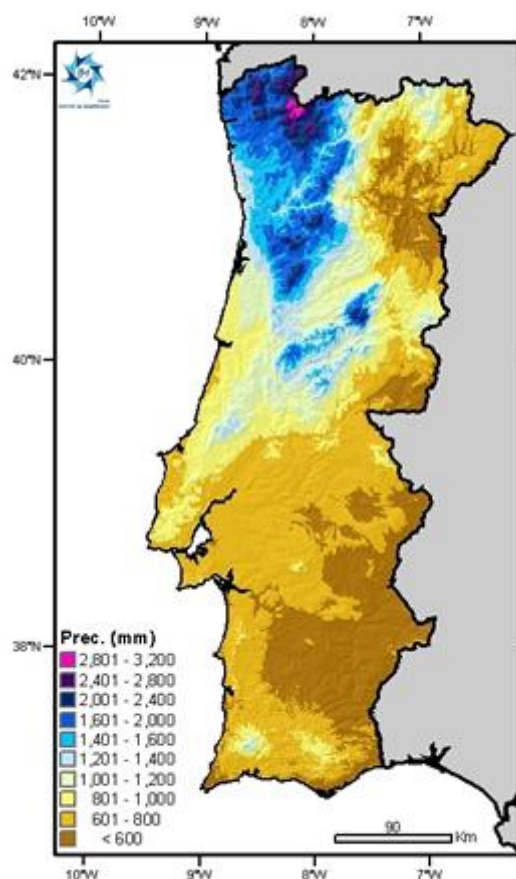 10°W 9°W 8°W 7°W
42°N
40°N
38°N
Prec. (mm)
2,801 - 3,200
2,401 - 2,800
2,001 - 2,400
1,601 - 2,000
1,401 - 1,600
1,201 - 1,400
1,001 - 1,200
801 - 1,000
601 - 800
< 600
90
Km
10°W 9°W 8°W 7°W